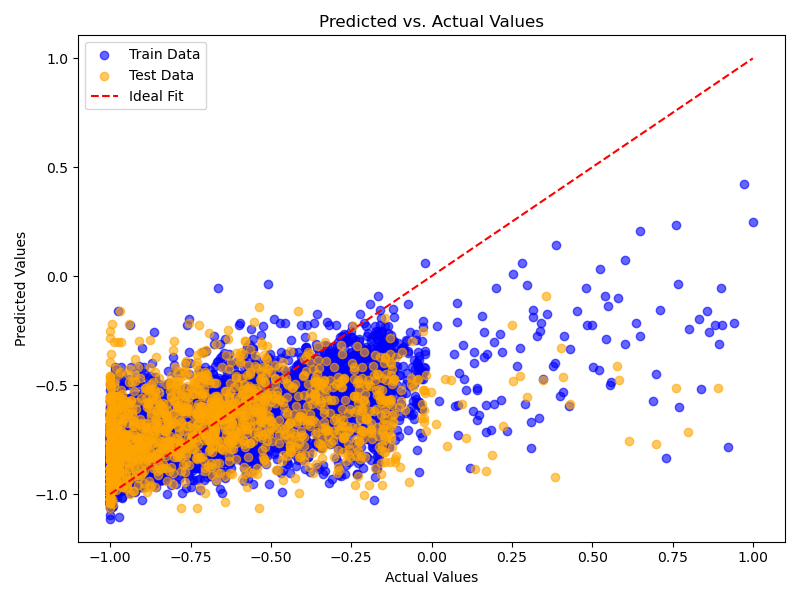 Predicted vs. Actual Values
Train Data
Test Data
Ideal Fit
1.0
0.5
0.0
−0.5
−1.0
Predicted Values
−1.00 −0.75 −0.50 −0.25 0.00 0.25 0.50 0.75 1.00
Actual Values